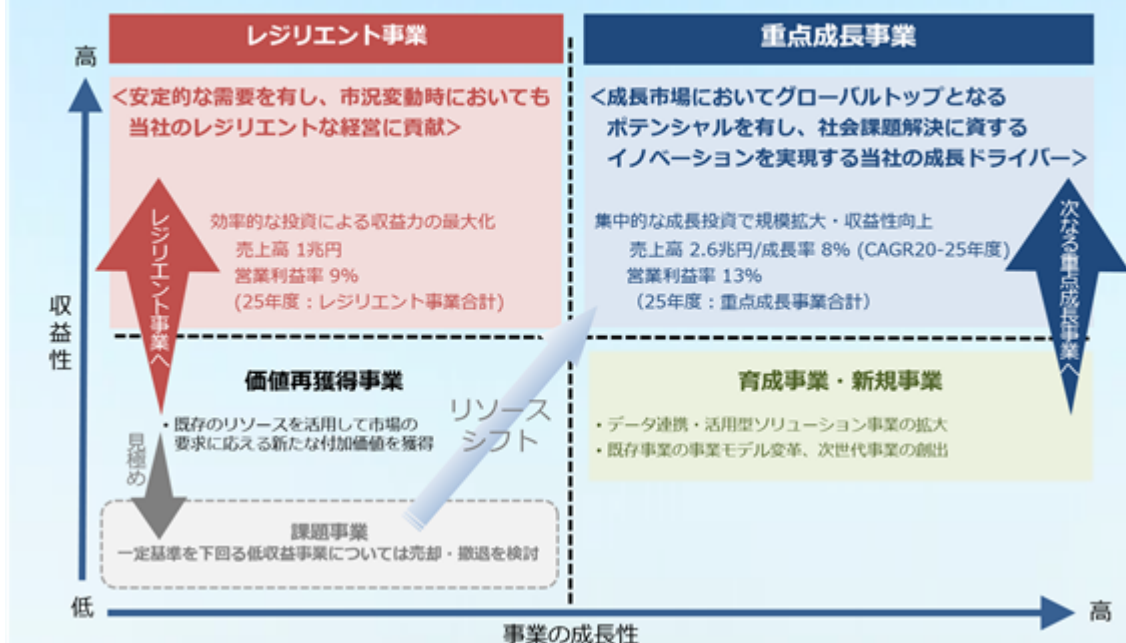 レジリエント事業
重点成長事業
高
<安定的な需要を有し、市況変動時においても
当社のレジリエントな経営に貢献>
<成長市場においてグローバルトップとなる
ポテンシャルを有し、社会課題解決に資する
イノベーションを実現する当社の成長ドライバー>
レジリエント事業へ
効率的な投資による収益力の最大化
売上高 1兆円
営業利益率 9%
(25年度：レジリエント事業合計)
集中的な成長投資で規模拡大・収益性向上
売上高 2.6兆円/成長率 8% (CAGR20-25年度)
営業利益率 13%
（25年度：重点成長事業合計）
次なる重点成長事業へ
収益性
価値再獲得事業
・既存のリソースを活用して市場の
要求に応える新たな付加価値を獲得
リソース
シフト
育成事業・新規事業
・データ連携・活用型ソリューション事業の拡大
・既存事業の事業モデル変革、次世代事業の創出
見極め
課題事業
一定基準を下回る低収益事業については売却・撤退を検討
低
高
事業の成長性